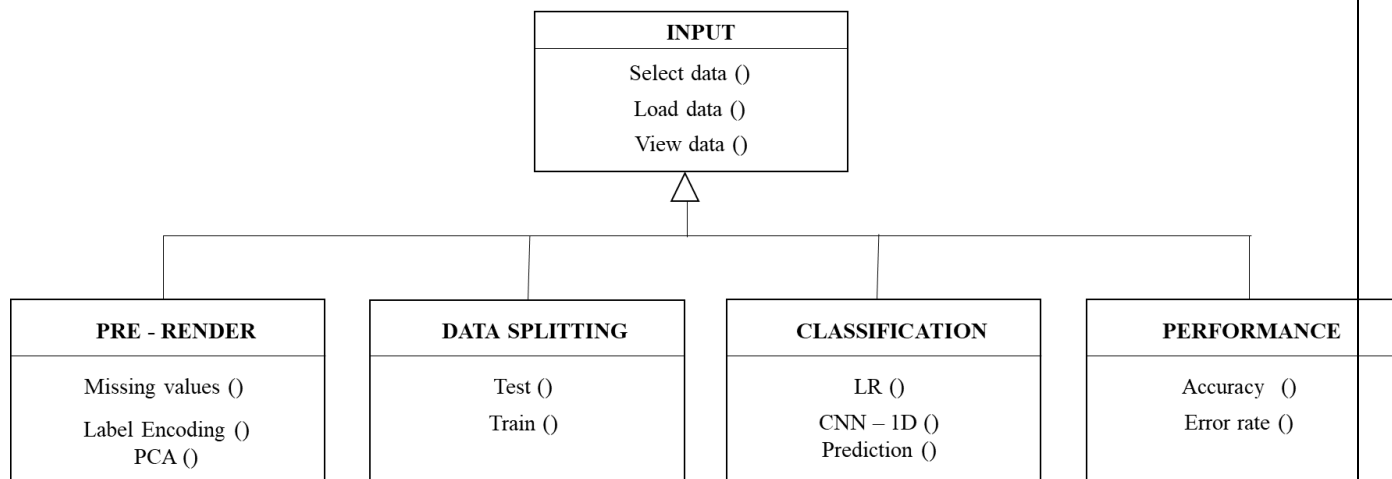 INPUT
Select data ()
Load data ()
View data ()
PRE - RENDER
Missing values ()
Label Encoding ()
PCA ()
DATA SPLITTING
Test ()
Train ()
CLASSIFICATION
LR ()
CNN – 1D ()
Prediction ()
PERFORMANCE
Accuracy ()
Error rate ()